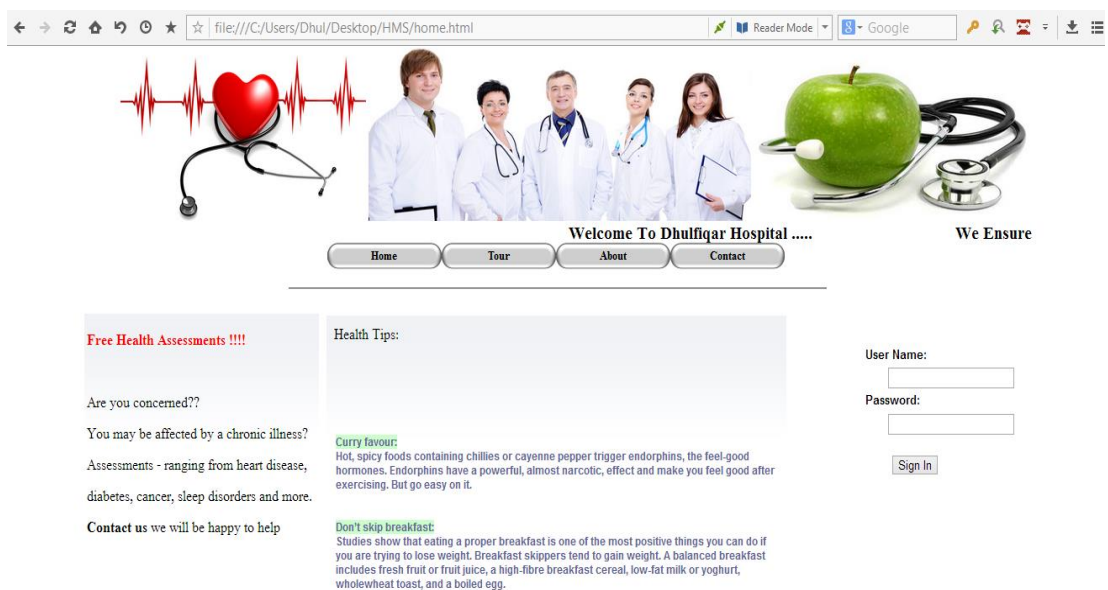 file:///C:/Users/Dhul/Desktop/HMS/home.html
Reader Mode
8 Google
Welcome To Dhulfiqar Hospital ..... We Ensure
Home Tour About Contact
Free Health Assessments !!!!
Are you concerned??
You may be affected by a chronic illness?
Assessments - ranging from heart disease,
diabetes, cancer, sleep disorders and more.
Contact us we will be happy to help
Health Tips:
Curry favour:
Hot, spicy foods containing chillies or cayenne pepper trigger endorphins, the feel-good
hormones. Endorphins have a powerful, almost narcotic, effect and make you feel good after
exercising. But go easy on it.
Don't skip breakfast:
Studies show that eating a proper breakfast is one of the most positive things you can do if
you are trying to lose weight. Breakfast skippers tend to gain weight. A balanced breakfast
includes fresh fruit or fruit juice, a high-fibre breakfast cereal, low-fat milk or yoghurt,
wholewheat toast, and a boiled egg.
User Name:
Password:
Sign In